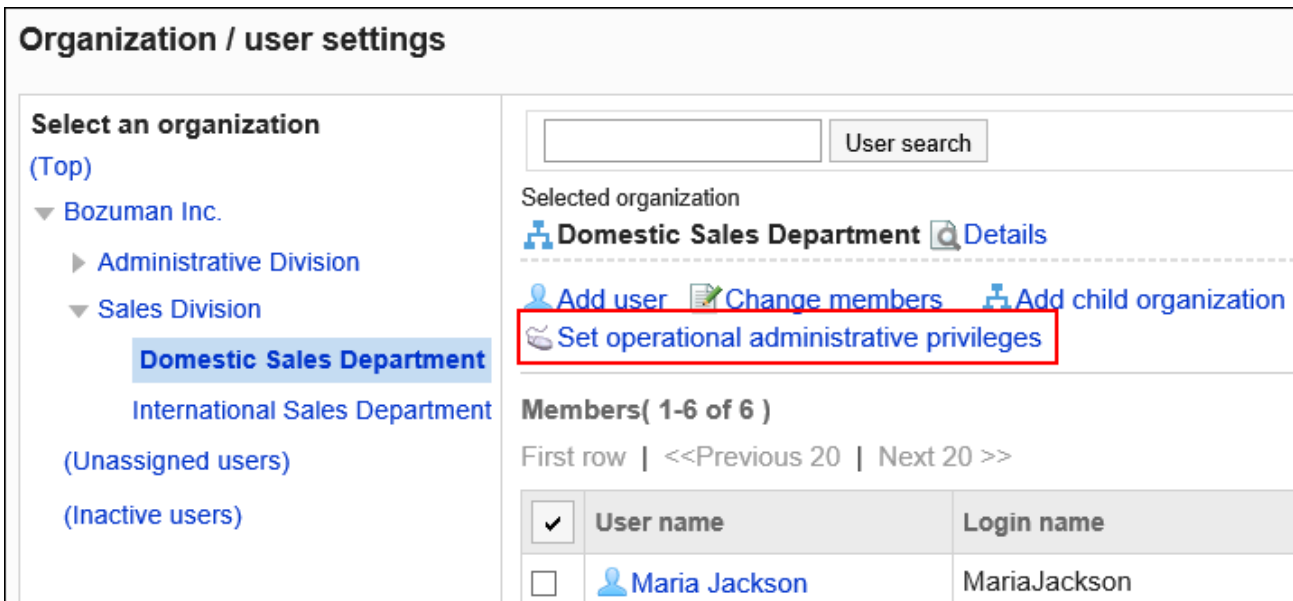 Organization / user settings
Select an organization
(Top)
Bozuman Inc.
Administrative Division
Sales Division
Domestic Sales Department
International Sales Department
(Unassigned users)
(Inactive users)
User search
Selected organization
Domestic Sales Department Details
Add user Change members Add child organization
Set operational administrative privileges
Members( 1-6 of 6 )
First row | <<Previous 20 | Next 20 >>
User name Login name
Maria Jackson MariaJackson